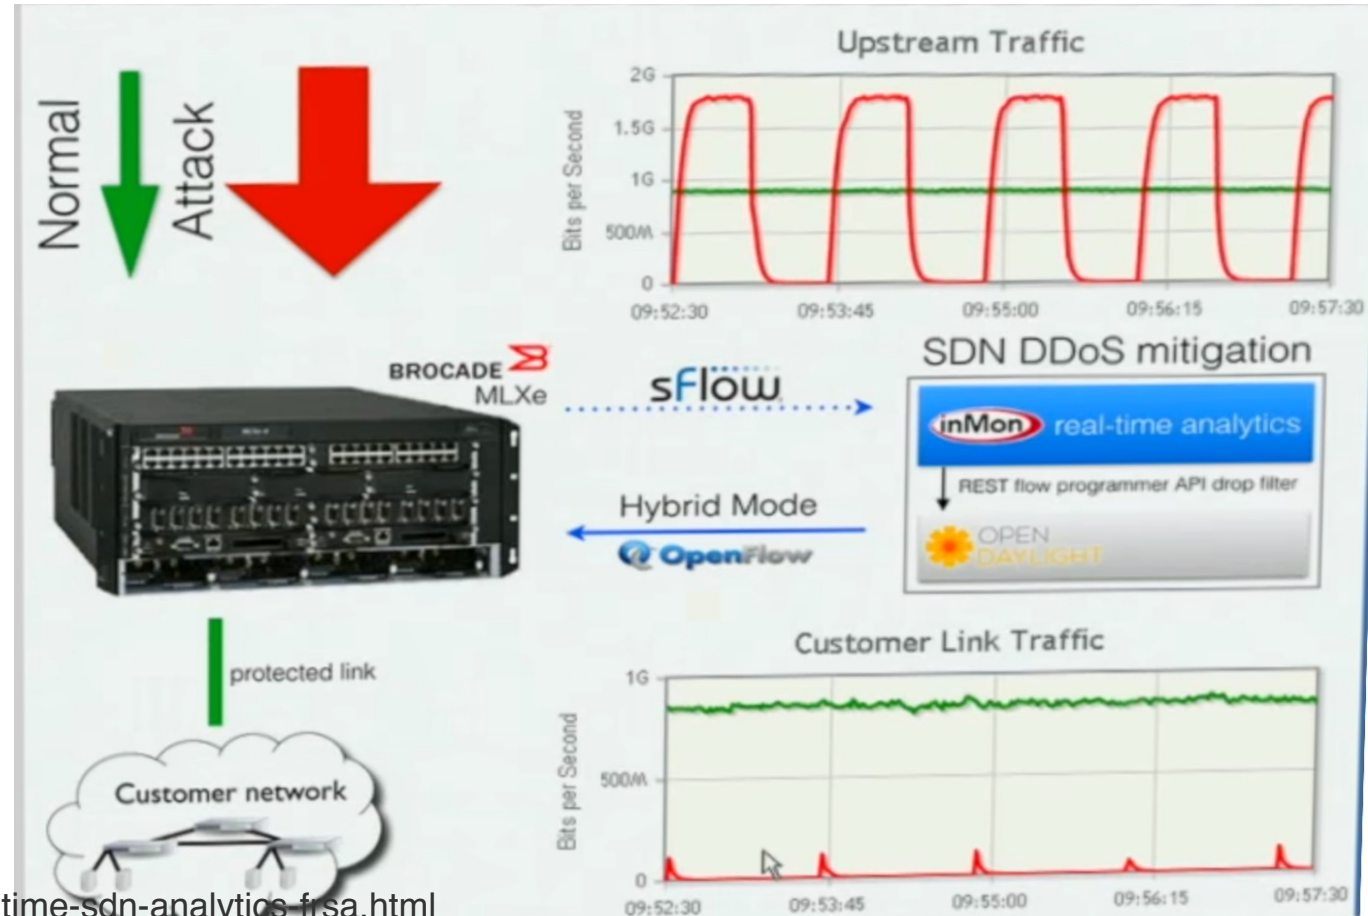 Normal
Attack
Upstream Traffic
Bits per Second
2G
1.5G
1G
500M
0
09:52:30 09:53:45 09:55:00 09:56:15 09:57:30
BROCADE
MLXe
sFlow
SDN DDoS mitigation
inMon real-time analytics
REST flow programmer API drop filter
OPEN
DAYLIGHT
Hybrid Mode
OpenFlow
protected link
Customer network
Customer Link Traffic
Bits per Second
1G
500M
0
09:52:30 09:53:45 09:55:00 09:56:15 09:57:30
time-sdn-analytics-frsa.html